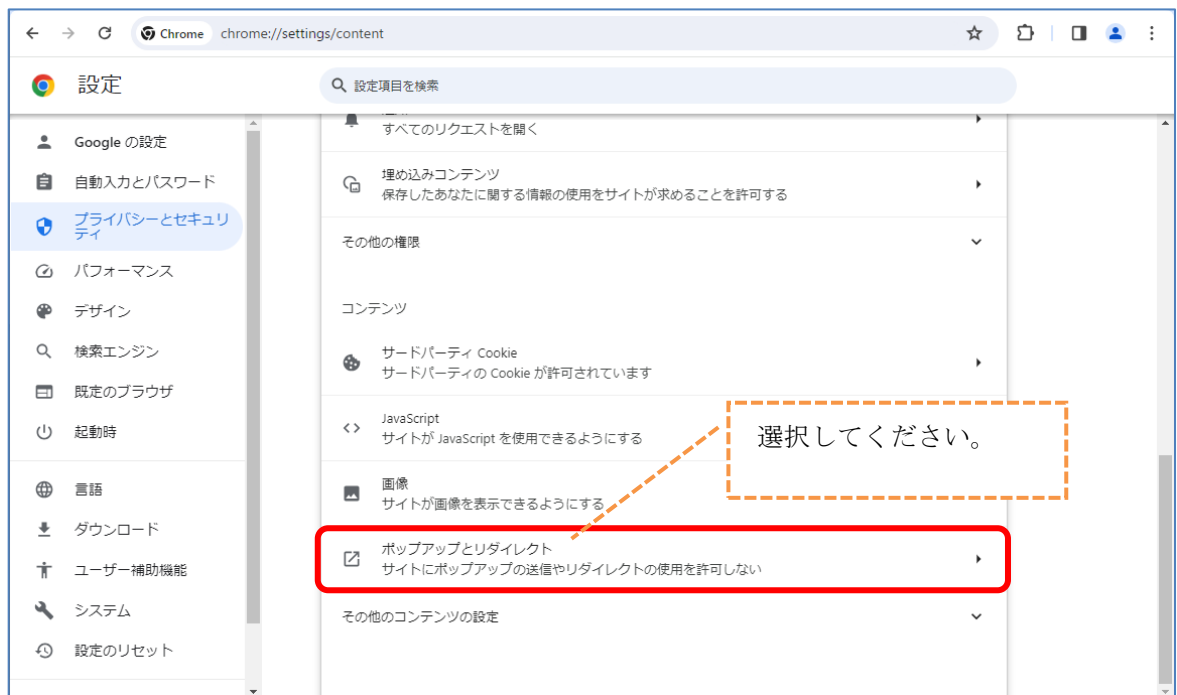 Chrome chrome://settings/content
設定
設定項目を検索
Google の設定
自動入力とパスワード
プライバシーとセキュリ
ティ
パフォーマンス
デザイン
検索エンジン
既定のブラウザ
起動時
言語
ダウンロード
ユーザー補助機能
システム
設定のリセット
すべてのリクエストを開く
埋め込みコンテンツ
保存したあなたに関する情報の使用をサイトが求めることを許可する
その他の権限
コンテンツ
サードパーティ Cookie
サードパーティの Cookie が許可されています
JavaScript
サイトが JavaScript を使用できるようにする
選択してください。
画像
サイトが画像を表示できるようにする
ポップアップとリダイレクト
サイトにポップアップの送信やリダイレクトの使用を許可しない
その他のコンテンツの設定